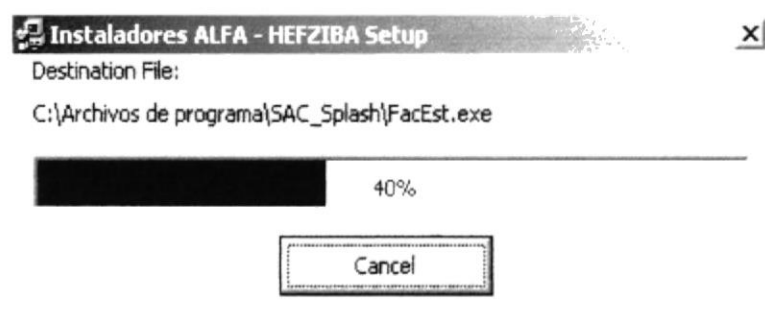 Instaladores ALFA - HEFZIBA Setup
Destination File:
C:\Archivos de programa\SAC_Splash\FacEst.exe
40%
Cancel